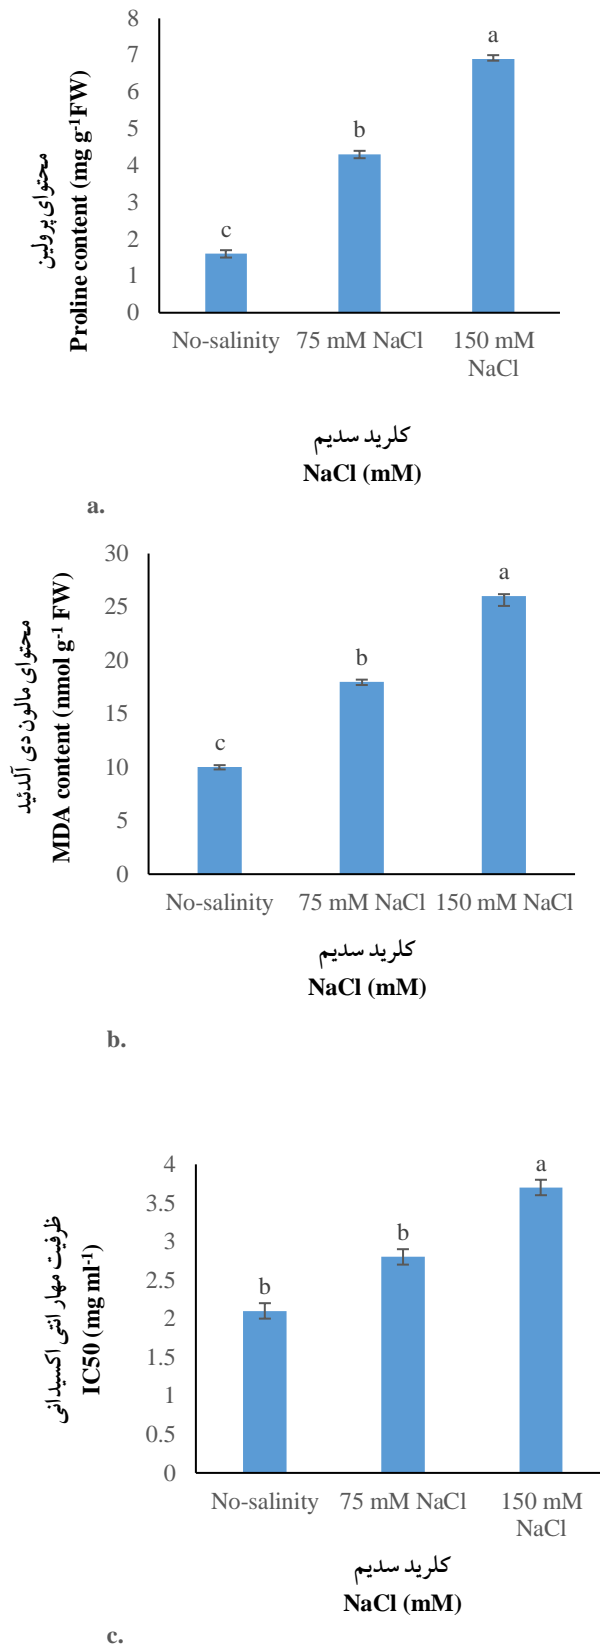 محتوای پرولین
Proline content (mg g-1FW)
8
7
6
5
4
3
2
1
0
c
b
a
No-salinity 75 mM NaCl 150 mM
NaCl
کلرید سدیم
NaCl (mM)
a.
محتوای مالون دی آلدئید
MDA content (nmol g-1 FW)
30
25
20
15
10
5
0
c
b
a
No-salinity 75 mM NaCl 150 mM NaCl
کلرید سدیم
NaCl (mM)
b.
ظرفیت مهار انتی اکسیدانی
IC50 (mg ml-1)
4
3.5
3
2.5
2
1.5
1
0.5
0
b
b
a
No-salinity 75 mM NaCl 150 mM
NaCl
کلرید سدیم
NaCl (mM)
c.